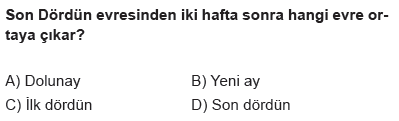 Son Dördün evresinden iki hafta sonra hangi evre or-
taya çıkar?
A) Dolunay B) Yeni ay
C) İlk dördün D) Son dördün